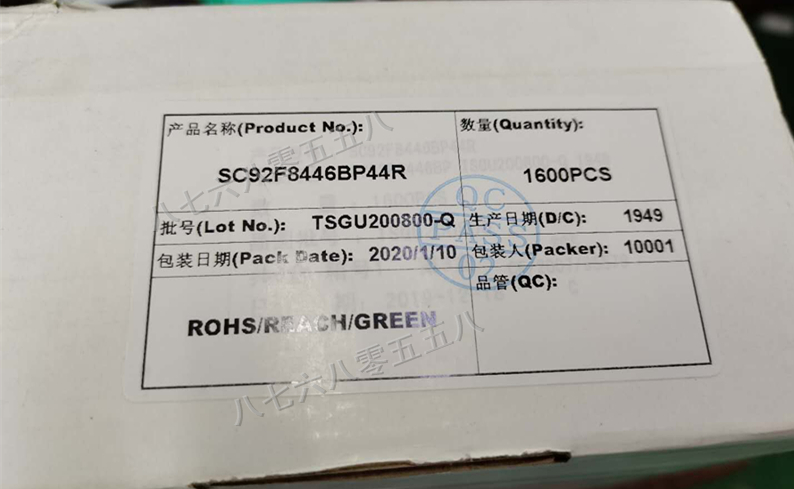 八七六八零五五八
产品名称(Product No.):
数量(Quantity):
SC92F8446BP44R
1600PCS
批号(Lot No.): TSGU200800-Q
生产日期(D/C): 1949
包装日期(Pack Date): 2020/1/10
包装人(Packer): 10001
QC
PASS
07
ROHS/REACH/GREEN
品管(QC):
八七六八零五五八